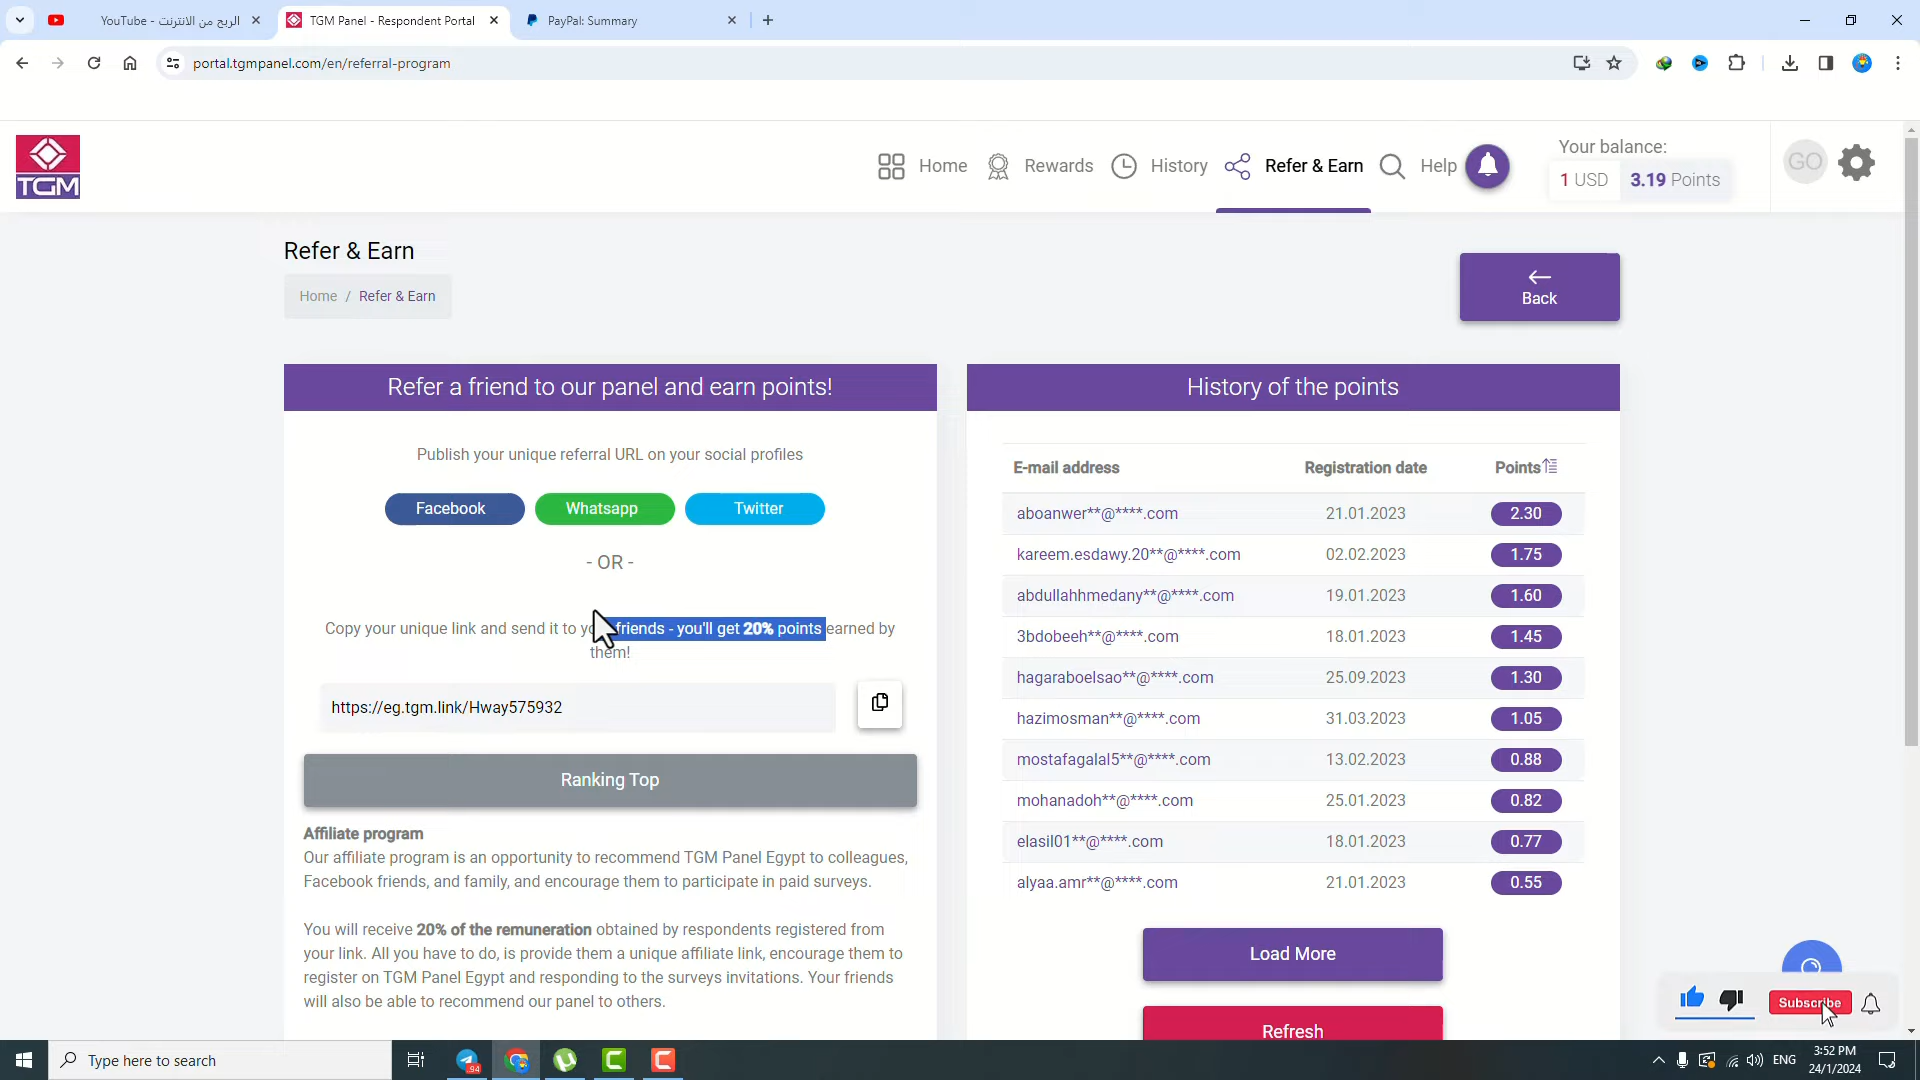 YouTube - الربح من الانترنت
TGM Panel - Respondent Portal
PayPal: Summary
portal.tgmpanel.com/en/referral-program
TGM
Home
Rewards
History
Refer & Earn
Help
Your balance:
1 USD
3.19 Points
GO
Refer & Earn
Home / Refer & Earn
Back
Refer a friend to our panel and earn points!
Publish your unique referral URL on your social profiles
Facebook
Whatsapp
Twitter
- OR -
Copy your unique link and send it to your friends - you'll get 20% points earned by
them!
https://eg.tgm.link/Hway575932
Ranking Top
Affiliate program
Our affiliate program is an opportunity to recommend TGM Panel Egypt to colleagues,
Facebook friends, and family, and encourage them to participate in paid surveys.
You will receive 20% of the remuneration obtained by respondents registered from
your link. All you have to do, is provide them a unique affiliate link, encourage them to
register on TGM Panel Egypt and responding to the surveys invitations. Your friends
will also be able to recommend our panel to others.
History of the points
E-mail address Registration date Points
aboanwer**@****.com 21.01.2023 2.30
kareem.esdawy.20**@****.com 02.02.2023 1.75
abdullahhmedany**@****.com 19.01.2023 1.60
3bdobeeh**@****.com 18.01.2023 1.45
hagaraboelsao**@****.com 25.09.2023 1.30
hazimosman**@****.com 31.03.2023 1.05
mostafagalal5**@****.com 13.02.2023 0.88
mohanadoh**@****.com 25.01.2023 0.82
elasil01**@****.com 18.01.2023 0.77
alyaa.amr**@****.com 21.01.2023 0.55
Load More
Refresh
Subscribe
Type here to search
94
ENG
3:52 PM
24/1/2024